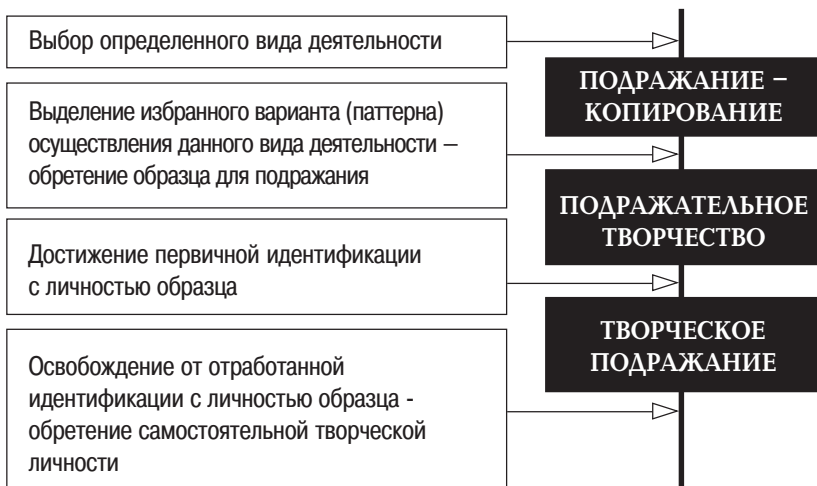 Выбор определенного вида деятельности
ПОДРАЖАНИЕ –
КОПИРОВАНИЕ
Выделение избранного варианта (паттерна)
осуществления данного вида деятельности –
обретение образца для подражания
ПОДРАЖАТЕЛЬНОЕ
ТВОРЧЕСТВО
Достижение первичной идентификации
с личностью образца
ТВОРЧЕСКОЕ
ПОДРАЖАНИЕ
Освобождение от отработанной
идентификации с личностью образца -
обретение самостоятельной творческой
личности